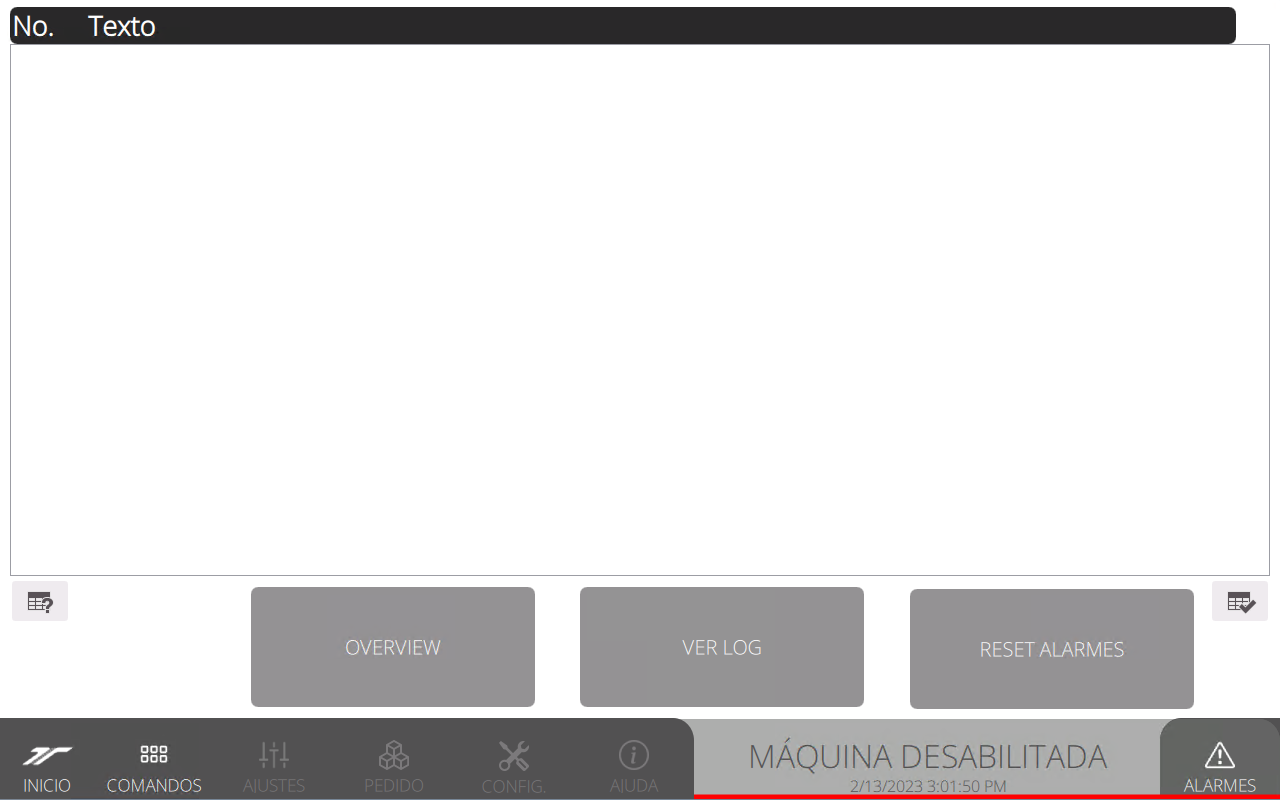 No. Texto
OVERVIEW
VER LOG
RESET ALARMES
INICIO
COMANDOS
AJUSTES
PEDIDO
CONFIG.
AJUDA
MÁQUINA DESABILITADA
2/13/2023 3:01:50 PM
ALARMES